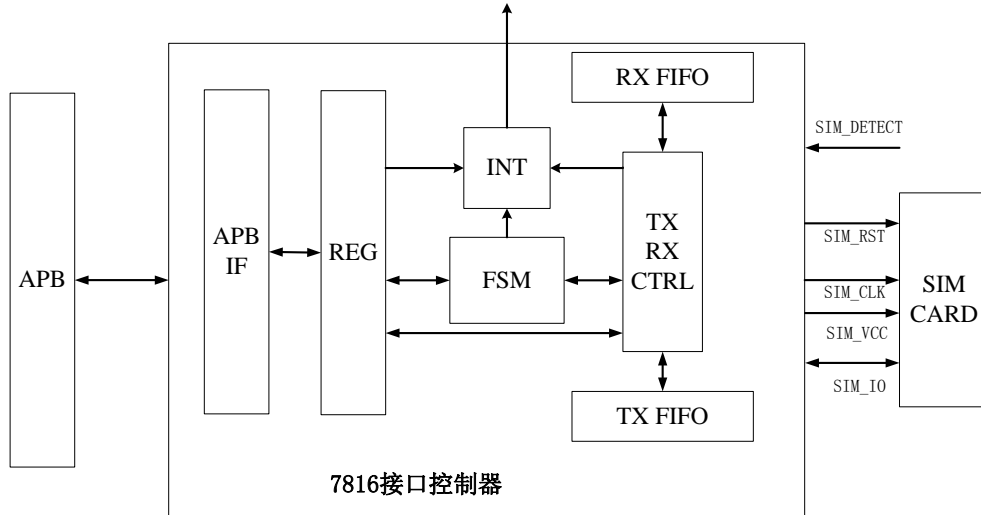 RX FIFO
SIM_DETECT
INT
TX
RX
CTRL
APB
IF
REG
FSM
APB
SIM_RST
SIM_CLK
SIM_VCC
SIM_IO
SIM
CARD
TX FIFO
7816接口控制器